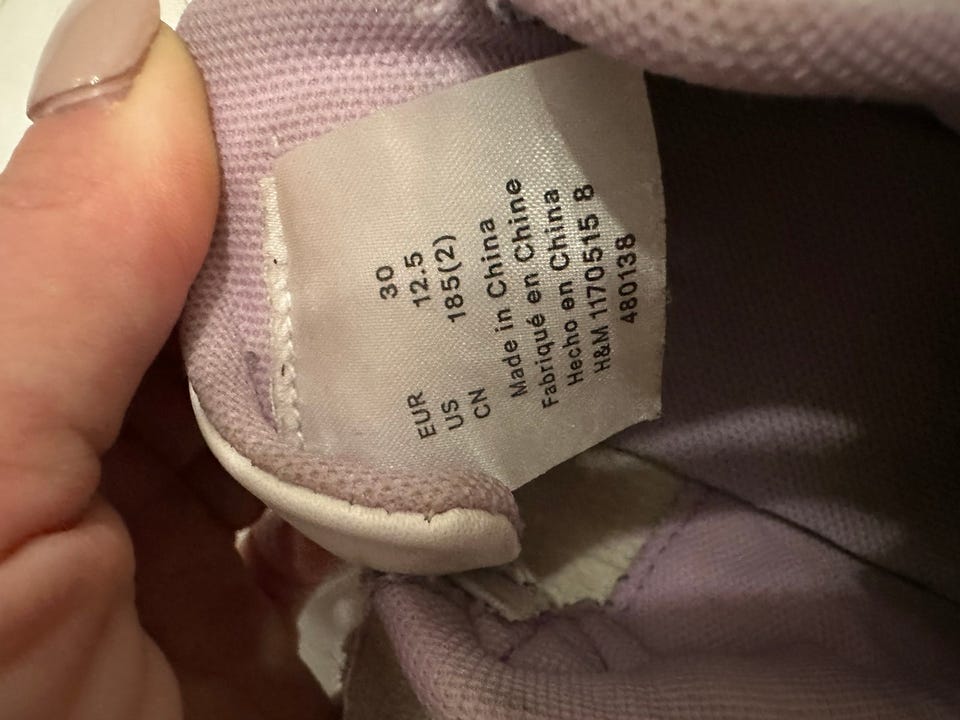 EUR 30
US 12.5
CN 185(2)
Made in China
Fabriqué en Chine
Hecho en China
H&M 1170515 8
480138